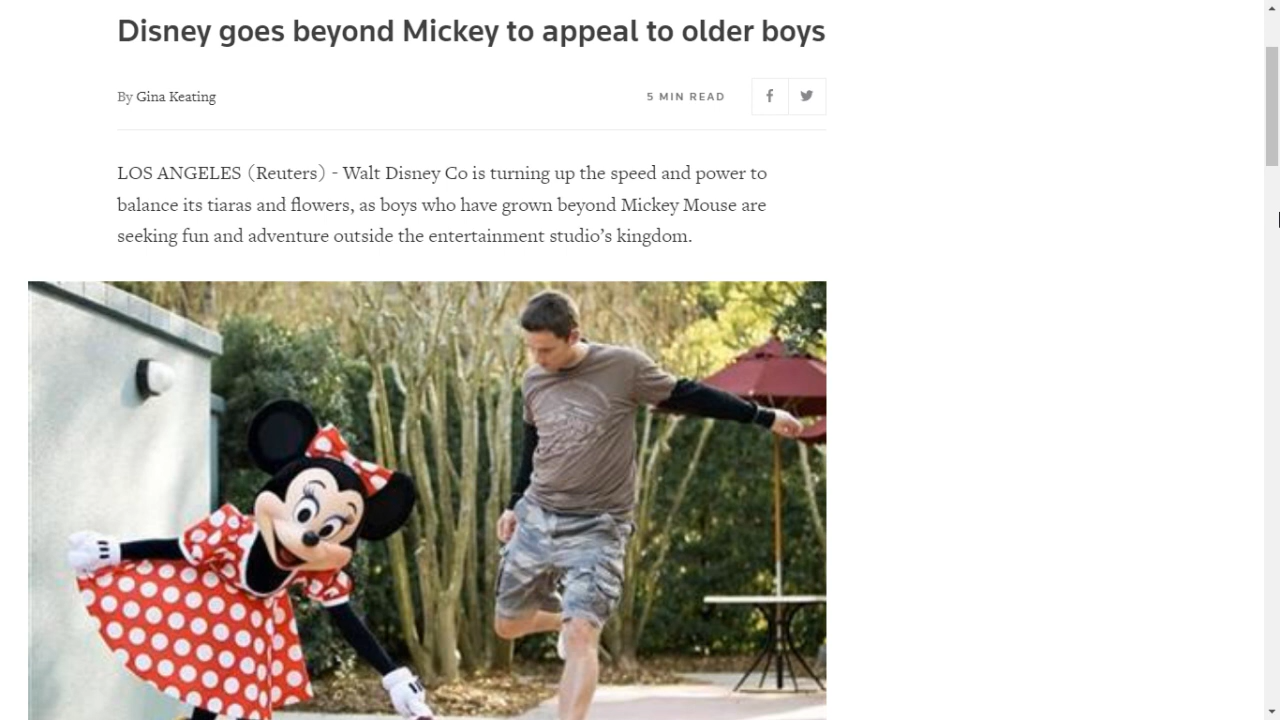 Disney goes beyond Mickey to appeal to older boys
By Gina Keating
5 MIN READ
LOS ANGELES (Reuters) - Walt Disney Co is turning up the speed and power to
balance its tiaras and flowers, as boys who have grown beyond Mickey Mouse are
seeking fun and adventure outside the entertainment studio’s kingdom.